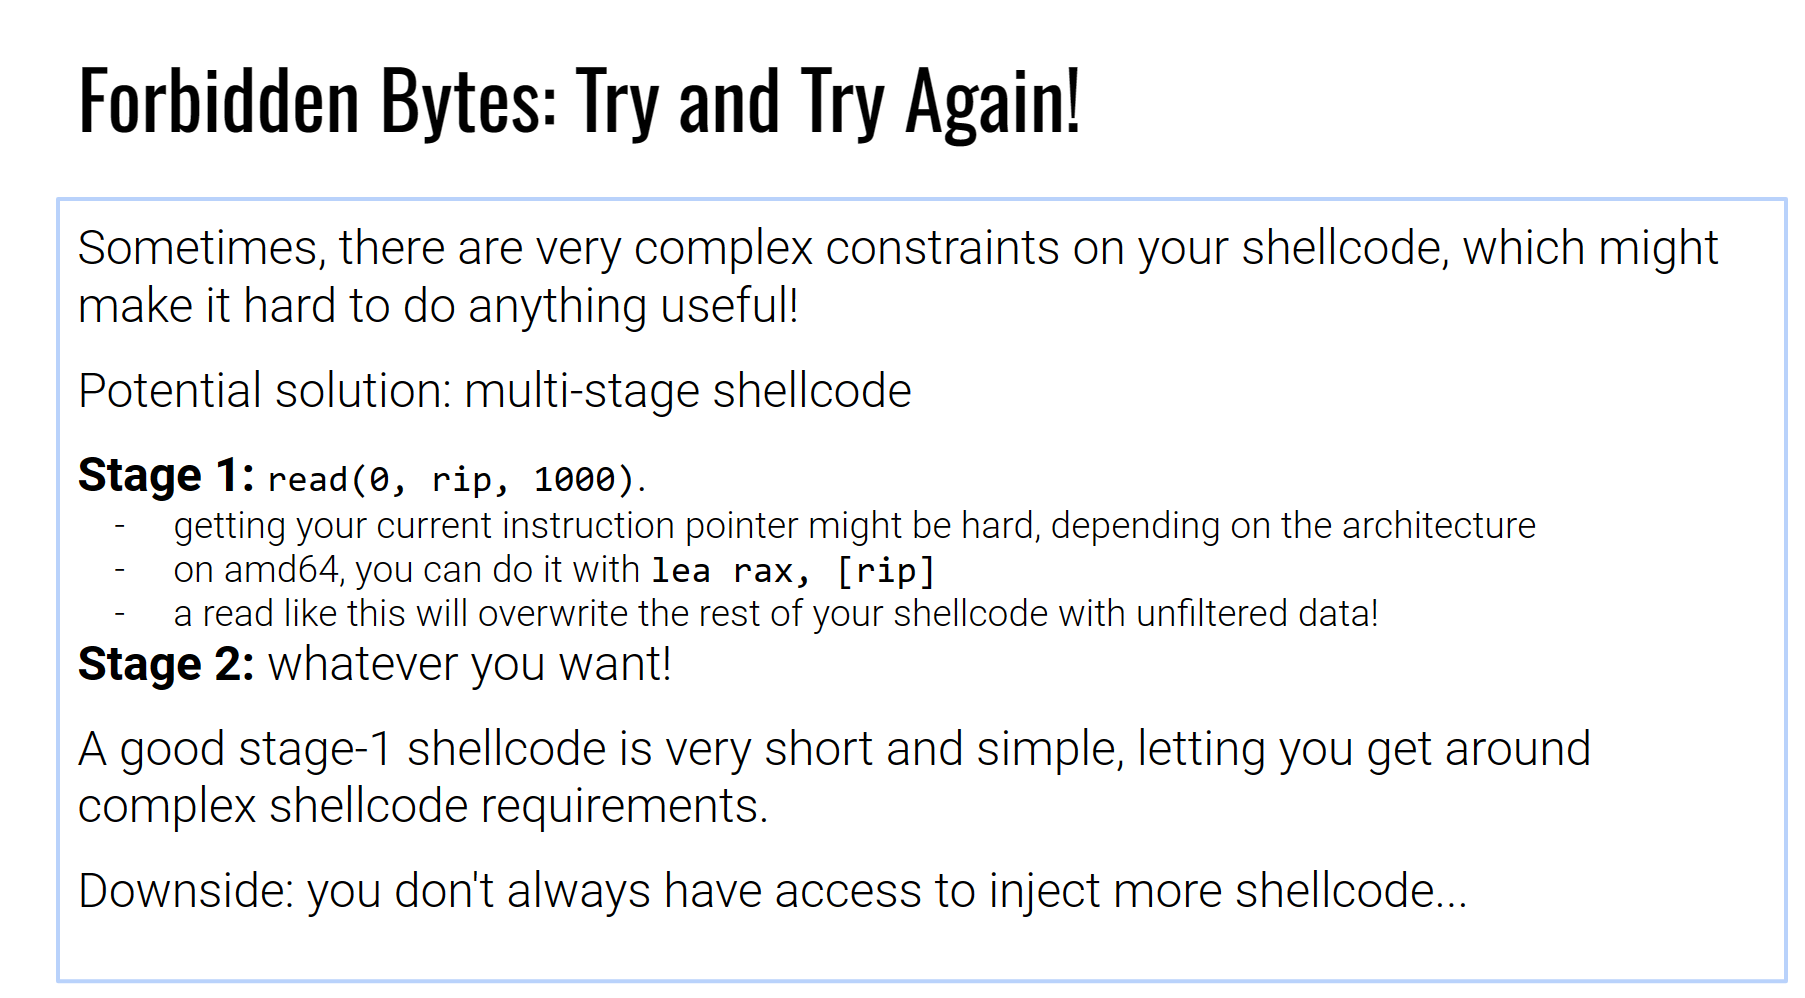 Forbidden Bytes: Try and Try Again!
Sometimes, there are very complex constraints on your shellcode, which might
make it hard to do anything useful!
Potential solution: multi-stage shellcode
Stage 1: read(0, rip, 1000).
- getting your current instruction pointer might be hard, depending on the architecture
- on amd64, you can do it with lea rax, [rip]
- a read like this will overwrite the rest of your shellcode with unfiltered data!
Stage 2: whatever you want!
A good stage-1 shellcode is very short and simple, letting you get around
complex shellcode requirements.
Downside: you don't always have access to inject more shellcode...